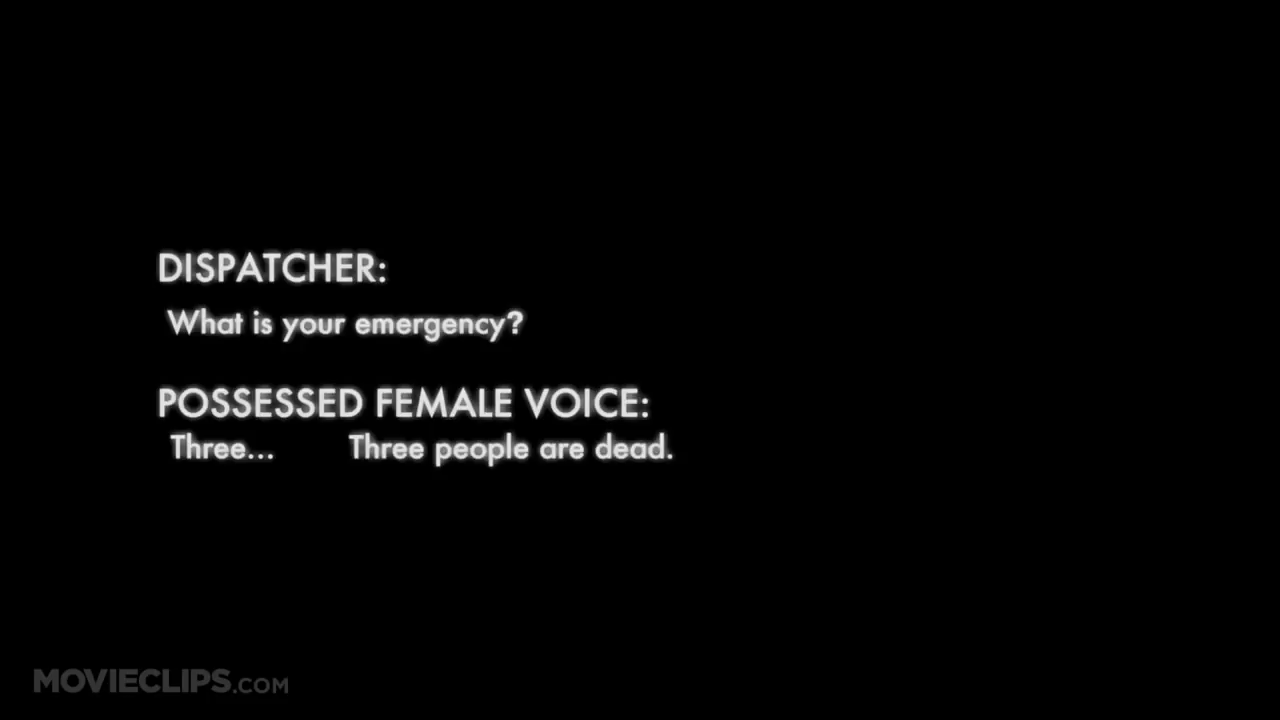 DISPATCHER:
What is your emergency?
POSSESSED FEMALE VOICE:
Three... Three people are dead.
MOVIECLIPS.COM